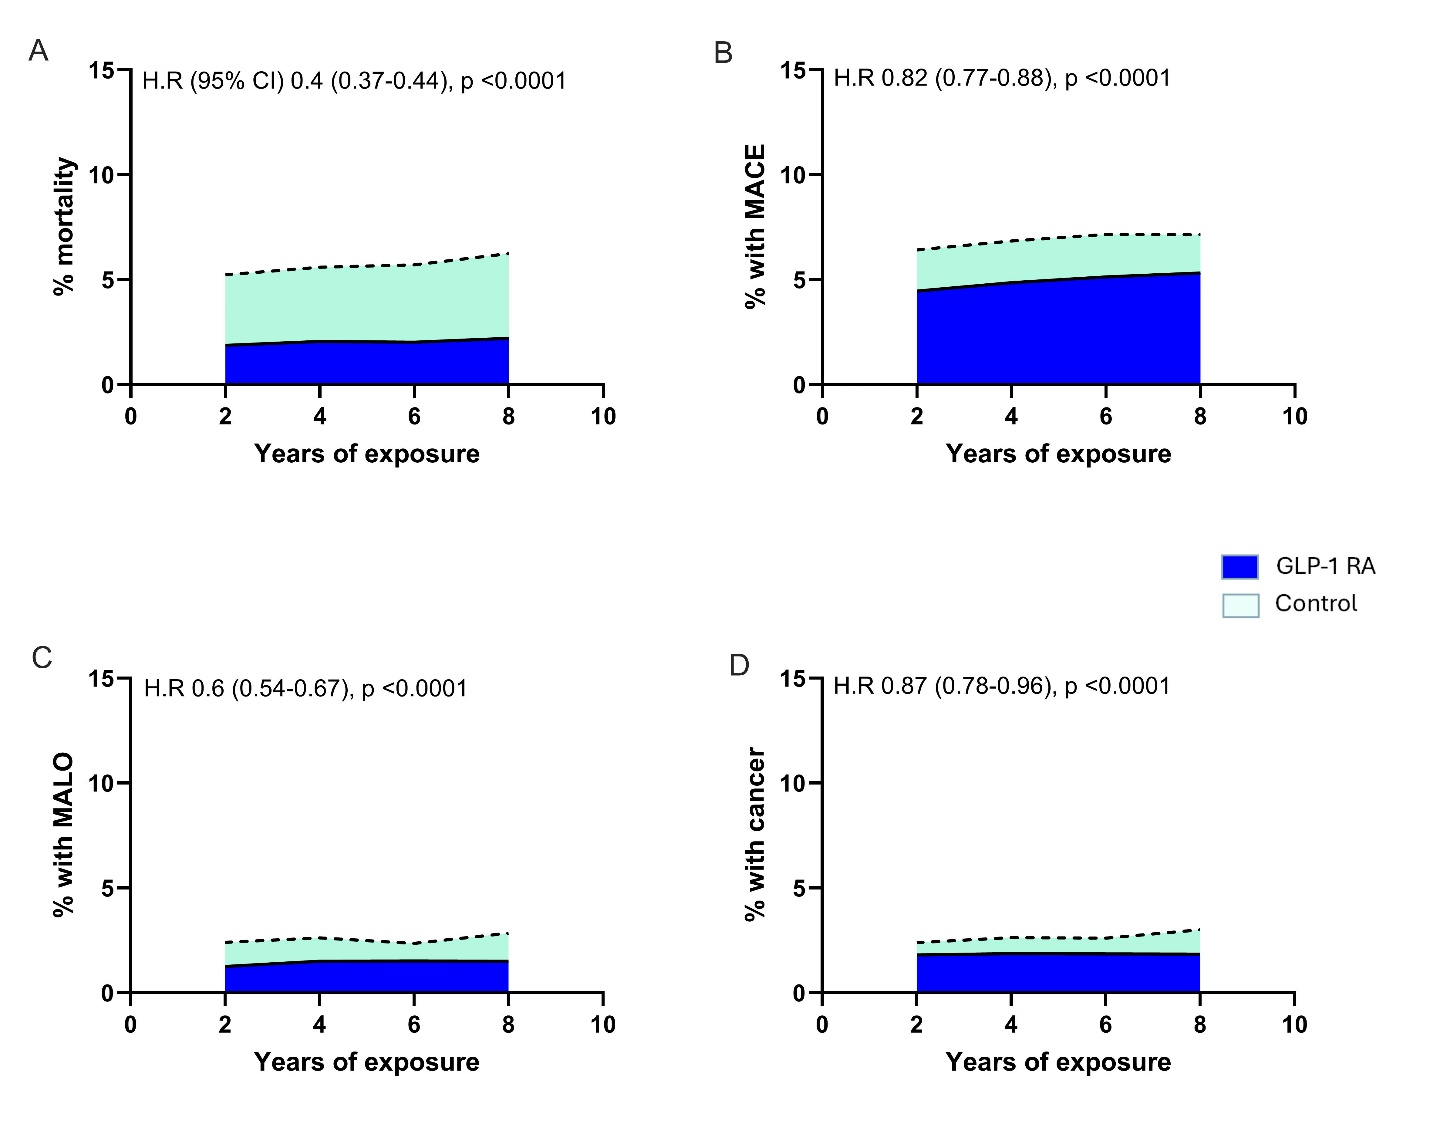 A
H.R (95% CI) 0.4 (0.37-0.44), p <0.0001
% mortality
15
10
5
0
0 2 4 6 8 10
Years of exposure
B
H.R 0.82 (0.77-0.88), p <0.0001
% with MACE
15
10
5
0
0 2 4 6 8 10
Years of exposure
GLP-1 RA
Control
C
H.R 0.6 (0.54-0.67), p <0.0001
% with MALO
15
10
5
0
0 2 4 6 8 10
Years of exposure
D
H.R 0.87 (0.78-0.96), p <0.0001
% with cancer
15
10
5
0
0 2 4 6 8 10
Years of exposure